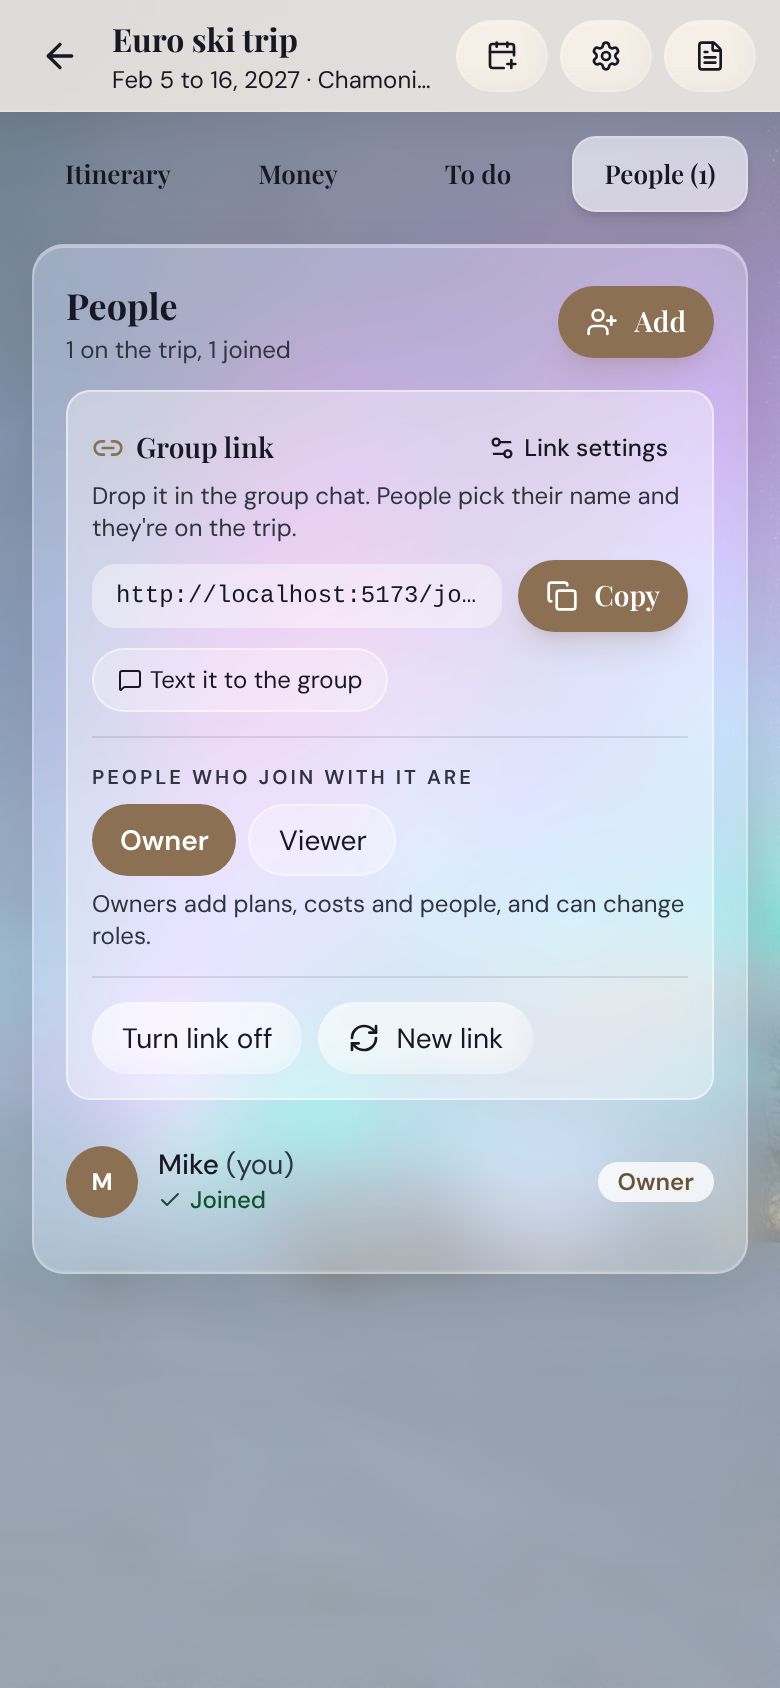 Euro ski trip
Feb 5 to 16, 2027 · Chamoni...
Itinerary
Money
To do
People (1)
People
1 on the trip, 1 joined
Add
Group link
Link settings
Drop it in the group chat. People pick their name and
they're on the trip.
http://localhost:5173/jo...
Copy
Text it to the group
PEOPLE WHO JOIN WITH IT ARE
Owner
Viewer
Owners add plans, costs and people, and can change
roles.
Turn link off
New link
M
Mike (you)
Joined
Owner